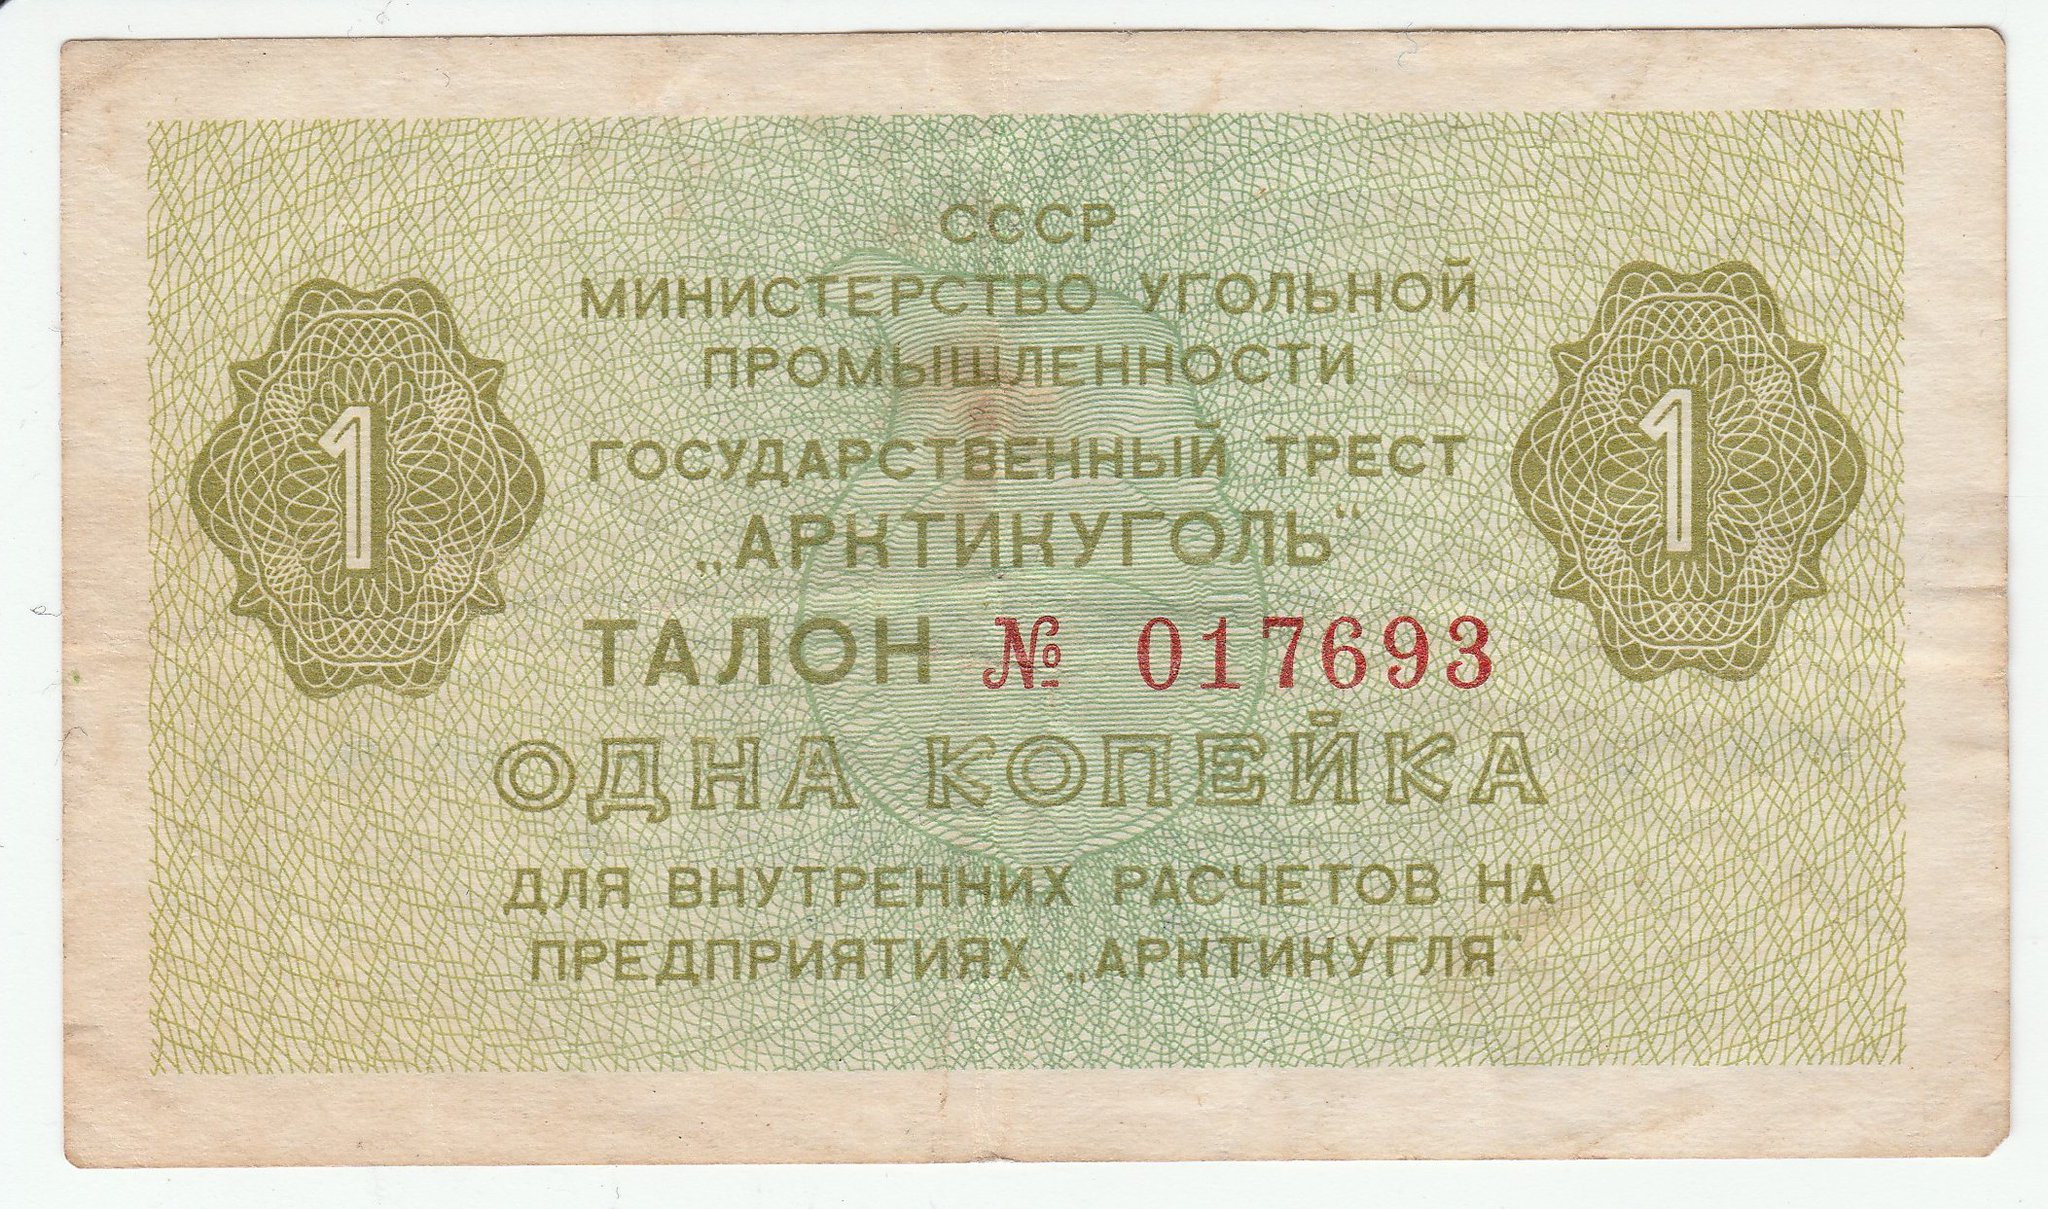 СССР
МИНИСТЕРСТВО УГОЛЬНОЙ
ПРОМЫШЛЕННОСТИ
ГОСУДАРСТВЕННЫЙ ТРЕСТ
„АРКТИКУГОЛЬ“
1
1
ТАЛОН № 017693
ОДНА КОПЕЙКА
ДЛЯ ВНУТРЕННИХ РАСЧЕТОВ НА
ПРЕДПРИЯТИЯХ „АРКТИКУГЛЯ“